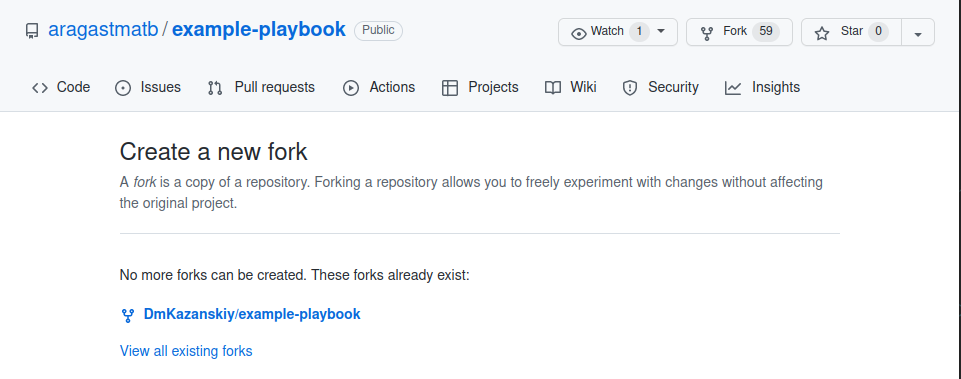 aragastmatb / example-playbook Public Watch 1 Fork 59 Star 0
Code Issues Pull requests Actions Projects Wiki Security Insights
Create a new fork
A fork is a copy of a repository. Forking a repository allows you to freely experiment with changes without affecting
the original project.
No more forks can be created. These forks already exist:
DmKazanskiy/example-playbook
View all existing forks